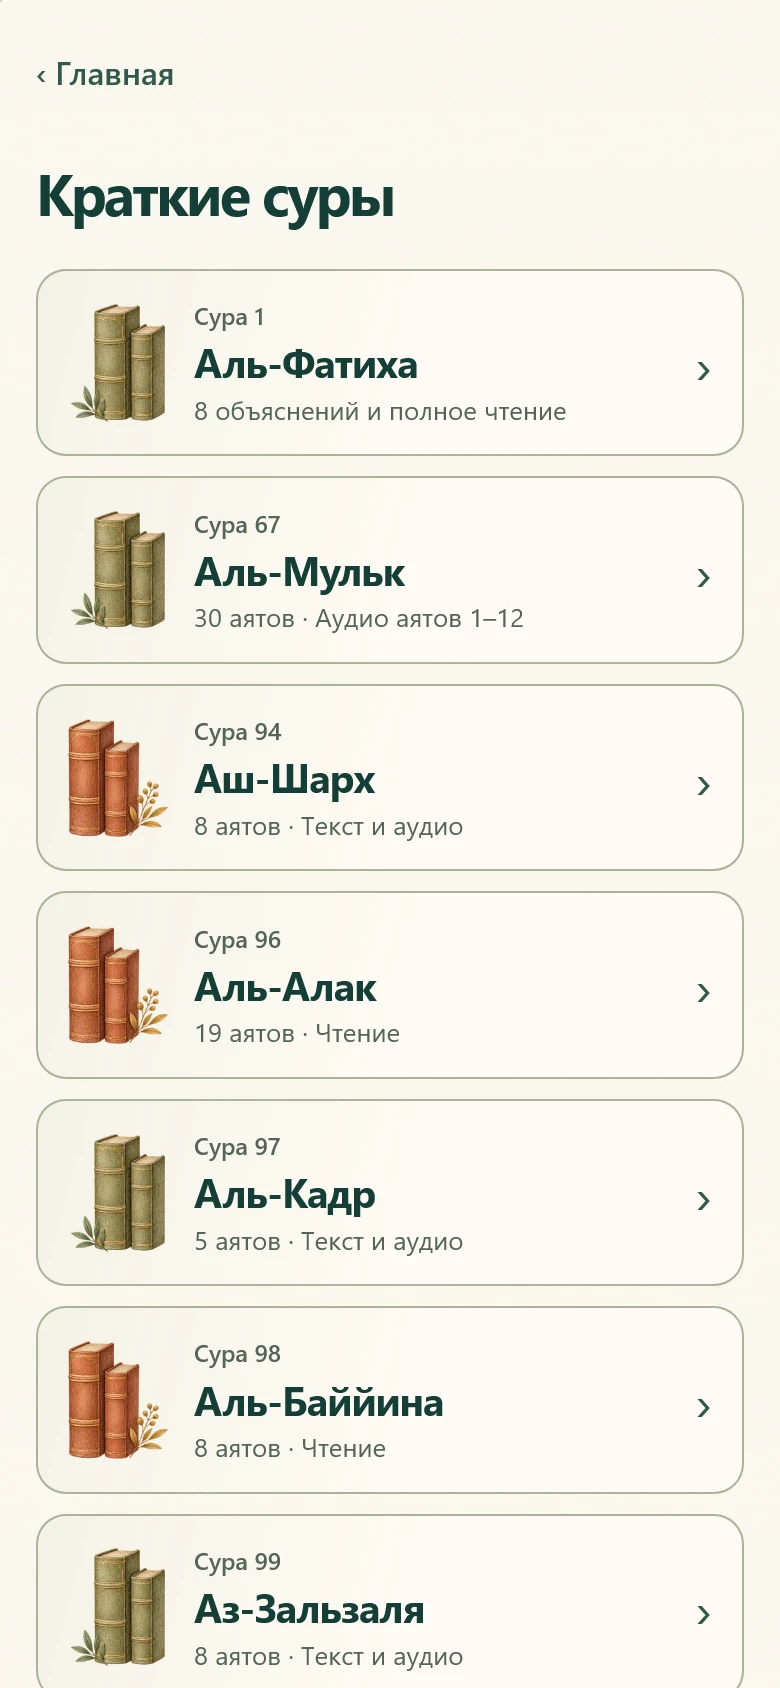 ‹ Главная
Краткие суры
Сура 1
Аль-Фатиха
8 объяснений и полное чтение
Сура 67
Аль-Мульк
30 аятов · Аудио аятов 1–12
Сура 94
Аш-Шарх
8 аятов · Текст и аудио
Сура 96
Аль-Алак
19 аятов · Чтение
Сура 97
Аль-Кадр
5 аятов · Текст и аудио
Сура 98
Аль-Баййина
8 аятов · Чтение
Сура 99
Аз-Зальзаля
8 аятов · Текст и аудио